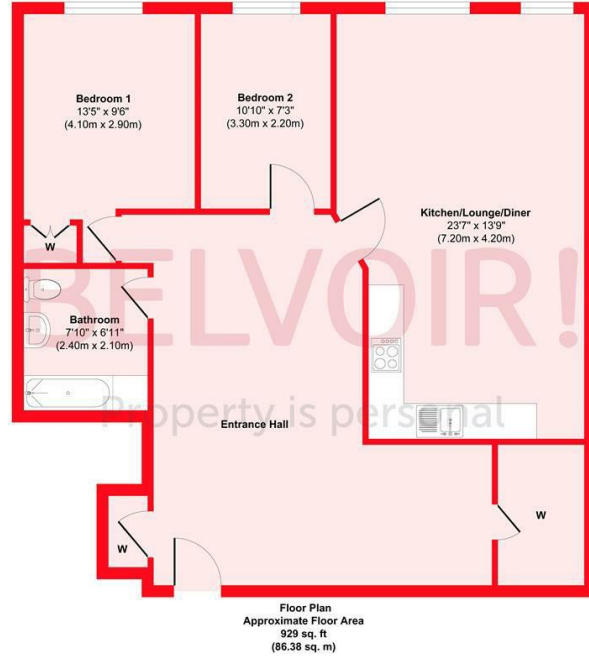 Bedroom 1
13'5" x 9'6"
(4.10m x 2.90m)
Bedroom 2
10'10" x 7'3"
(3.30m x 2.20m)
Kitchen/Lounge/Diner
23'7" x 13'9"
(7.20m x 4.20m)
W
BELVOIR!
Bathroom
7'10" x 6'11"
(2.40m x 2.10m)
Property is personal
Entrance Hall
W
W
Floor Plan
Approximate Floor Area
929 sq. ft
(86.38 sq. m)